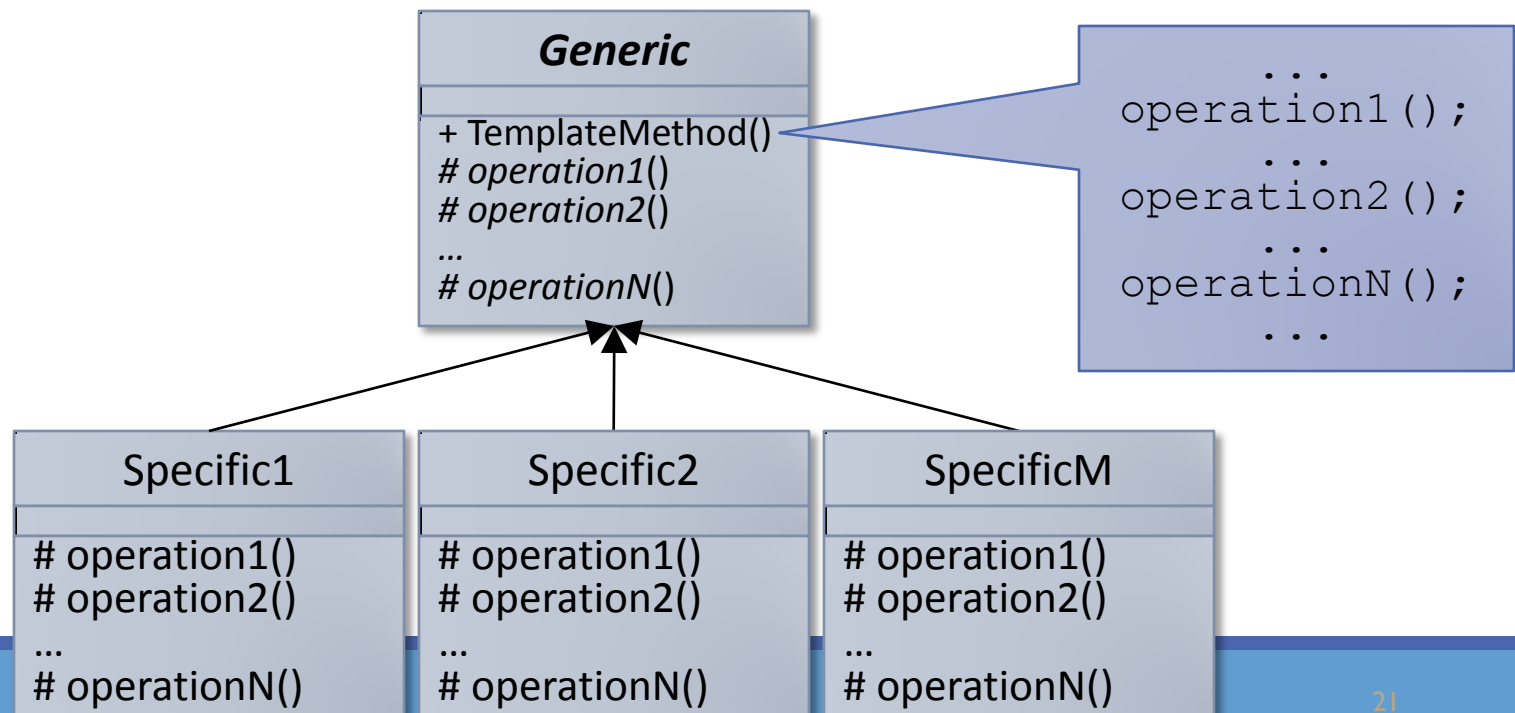 Generic
+ TemplateMethod()
# operation1()
# operation2()
...
# operationN()
...
operation1();
...
operation2();
...
operationN();
...
Specific1
# operation1()
# operation2()
...
# operationN()
Specific2
# operation1()
# operation2()
...
# operationN()
SpecificM
# operation1()
# operation2()
...
# operationN()
21